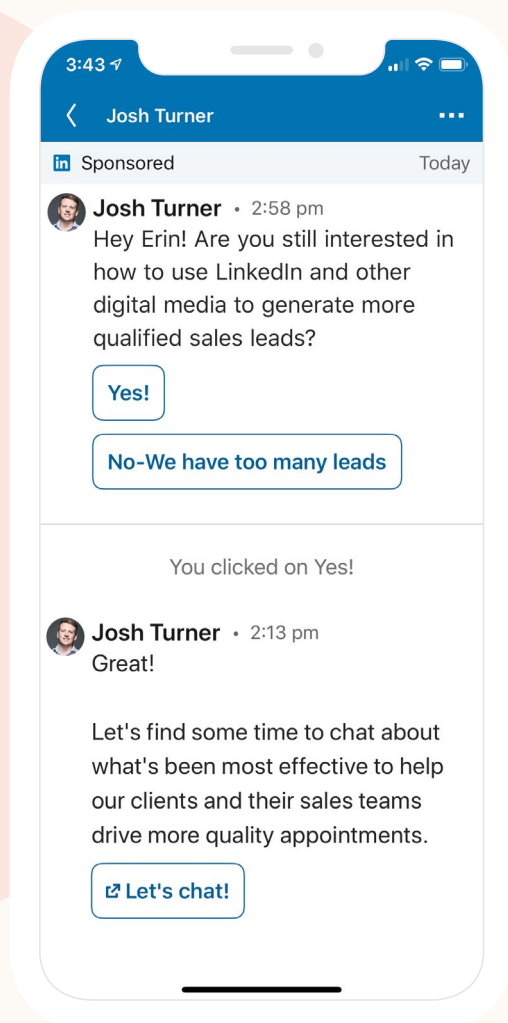 3:43
Josh Turner
in Sponsored Today
Josh Turner • 2:58 pm
Hey Erin! Are you still interested in
how to use LinkedIn and other
digital media to generate more
qualified sales leads?
Yes!
No-We have too many leads
You clicked on Yes!
Josh Turner • 2:13 pm
Great!
Let's find some time to chat about
what's been most effective to help
our clients and their sales teams
drive more quality appointments.
Let's chat!